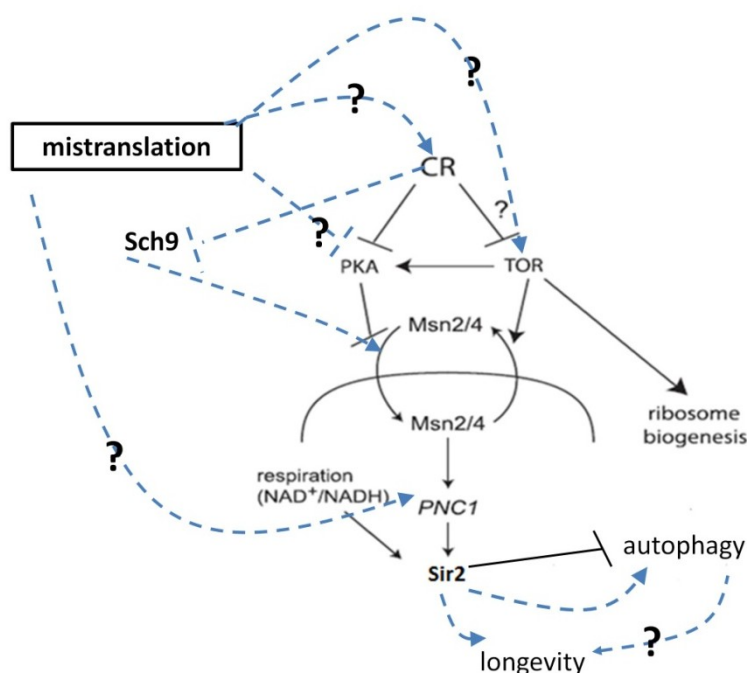 ?
?
mistranslation
CR
?
Sch9
?
PKA
TOR
Msn2/4
Msn2/4
ribosome
biogenesis
?
respiration
(NAD⁺/NADH)
PNC1
autophagy
Sir2
?
longevity